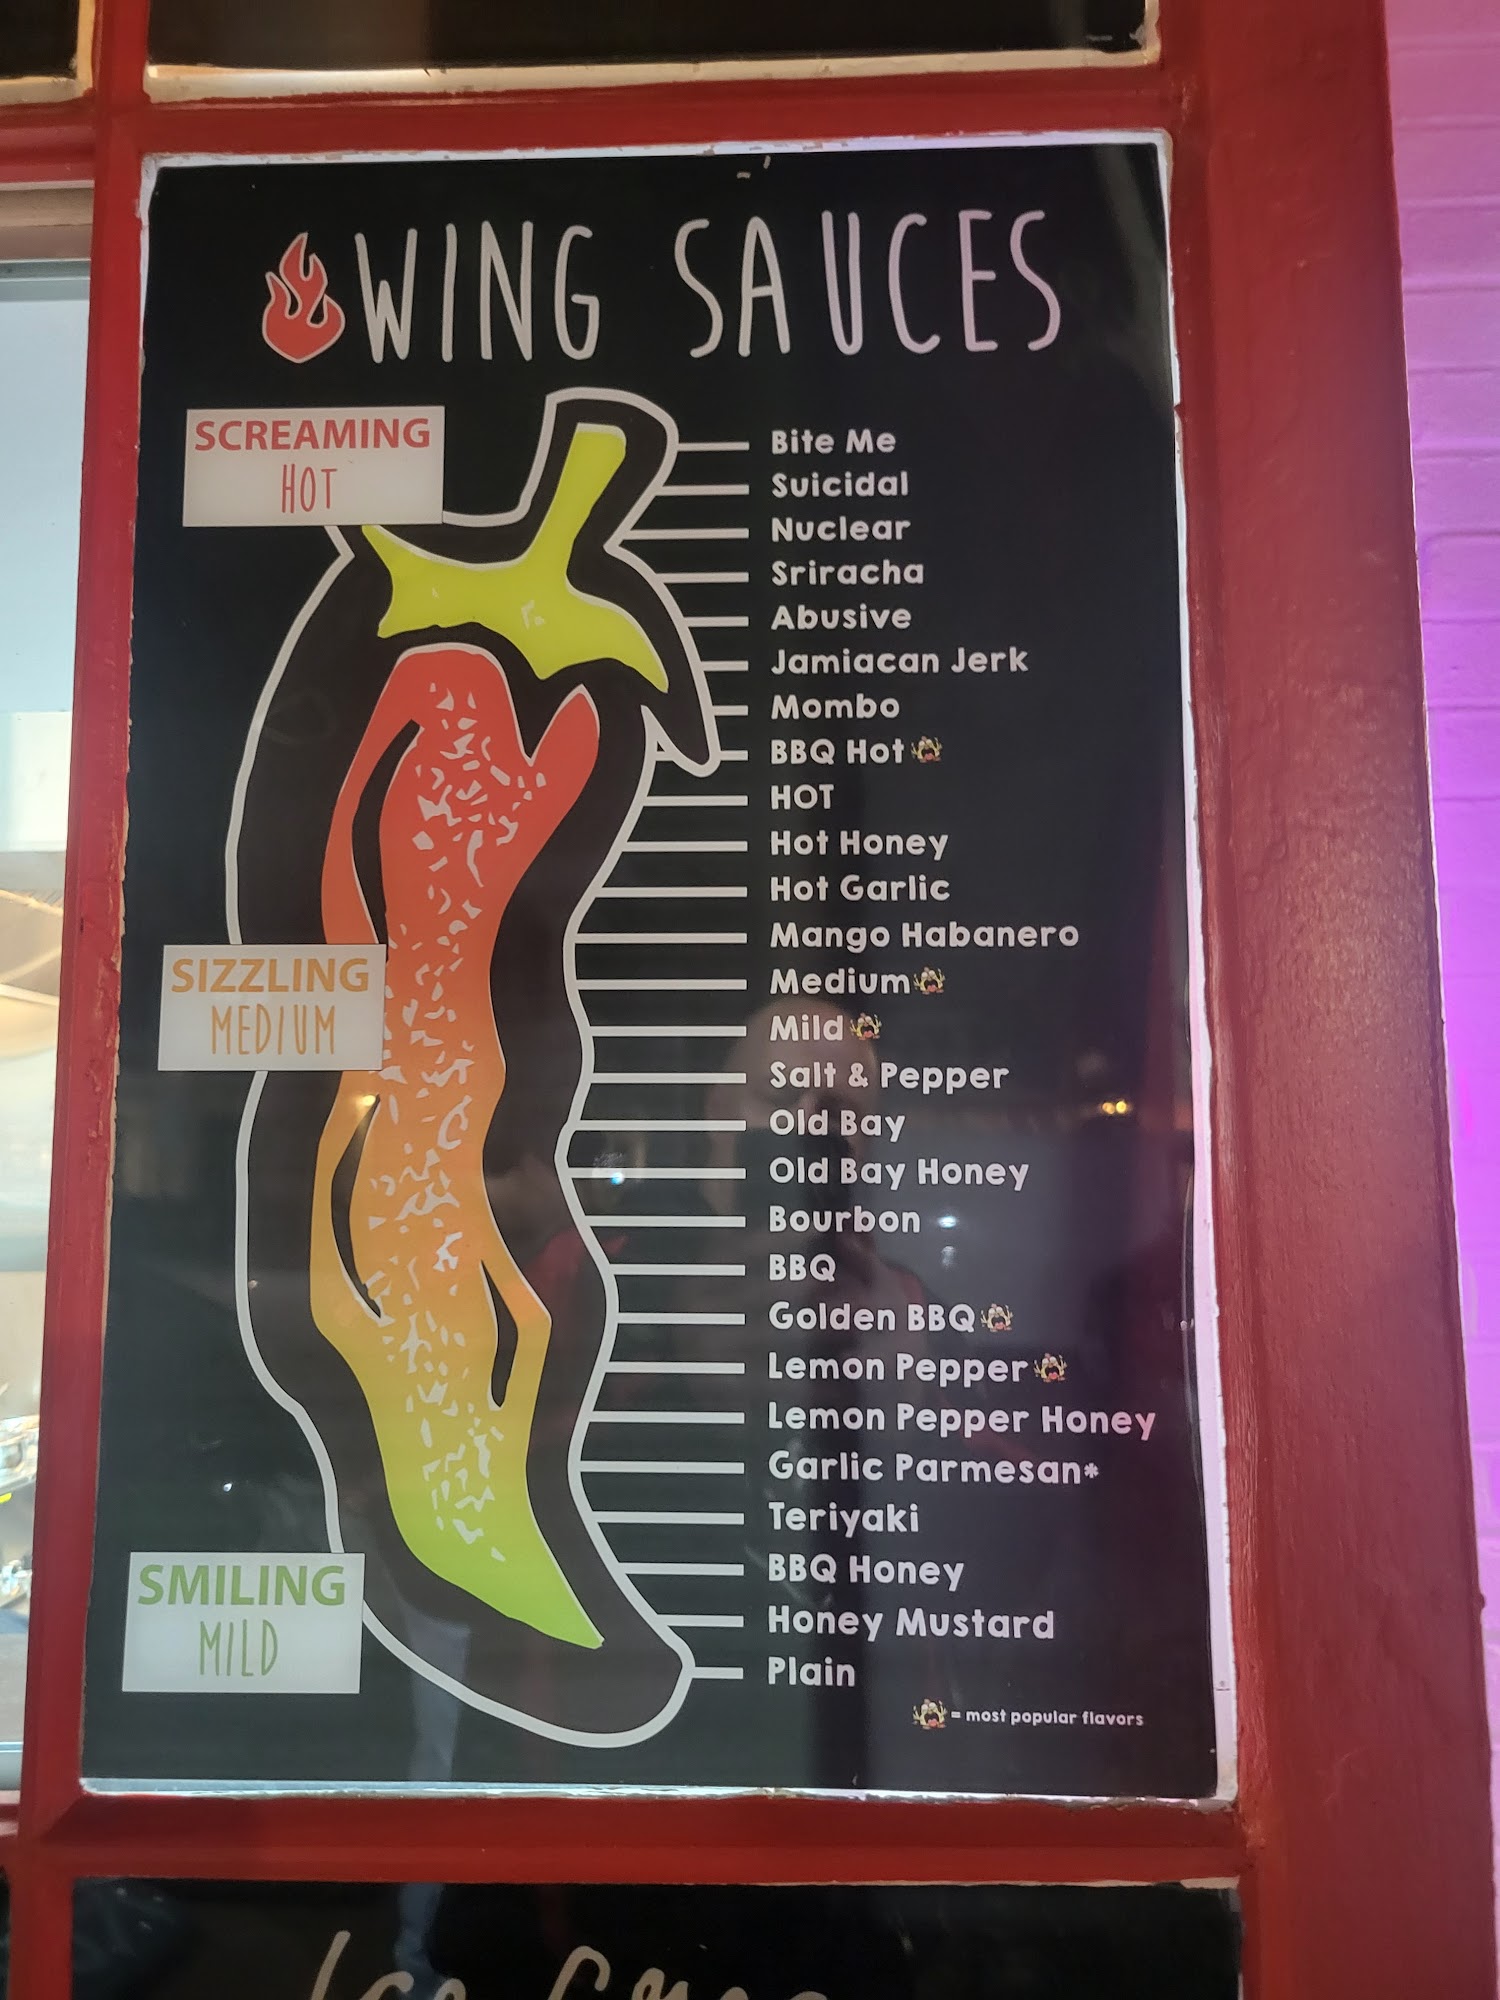 WING SAUCES
SCREAMING
HOT
Bite Me
Suicidal
Nuclear
Sriracha
Abusive
Jamiacan Jerk
Mombo
BBQ Hot
HOT
Hot Honey
Hot Garlic
Mango Habanero
SIZZLING
MEDIUM
Medium
Mild
Salt & Pepper
Old Bay
Old Bay Honey
Bourbon
BBQ
Golden BBQ
Lemon Pepper
Lemon Pepper Honey
Garlic Parmesan*
Teriyaki
SMILING
MILD
BBQ Honey
Honey Mustard
Plain
= most popular flavors
Ice